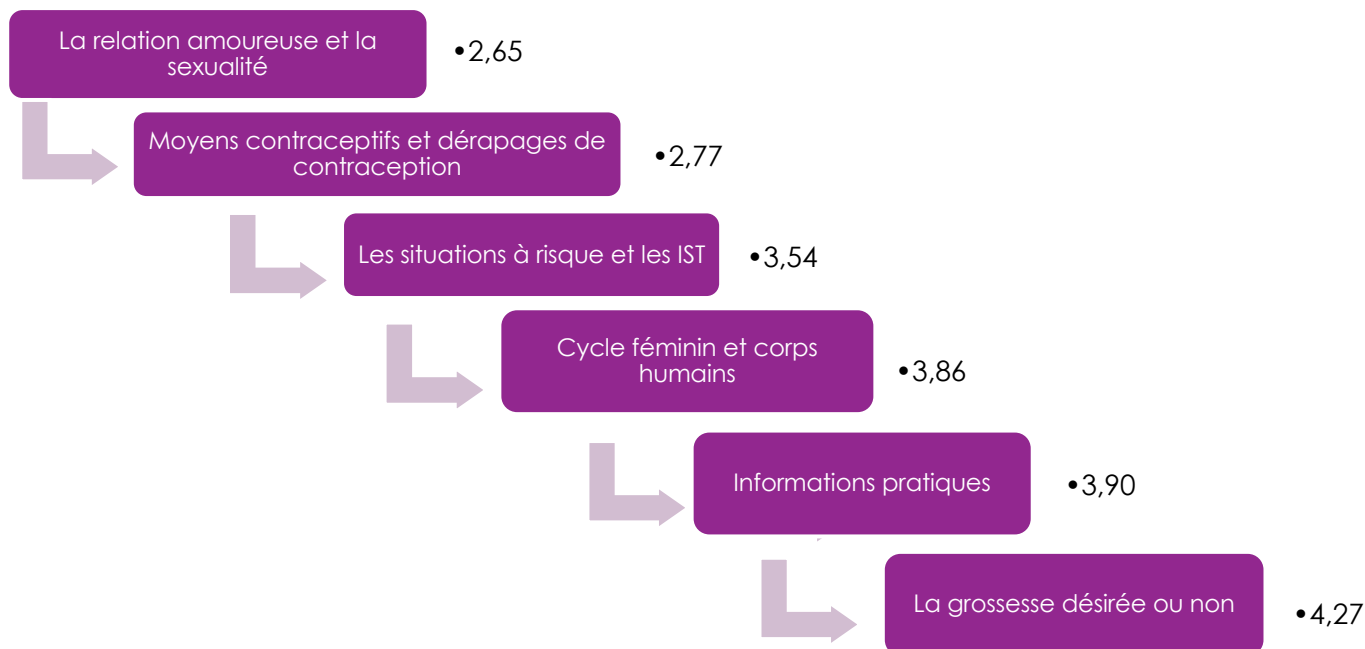 La relation amoureuse et la
sexualité
•2,65
Moyens contraceptifs et dérapages de
contraception
•2,77
Les situations à risque et les IST
•3,54
Cycle féminin et corps
humains
•3,86
Informations pratiques
•3,90
La grossesse désirée ou non
•4,27